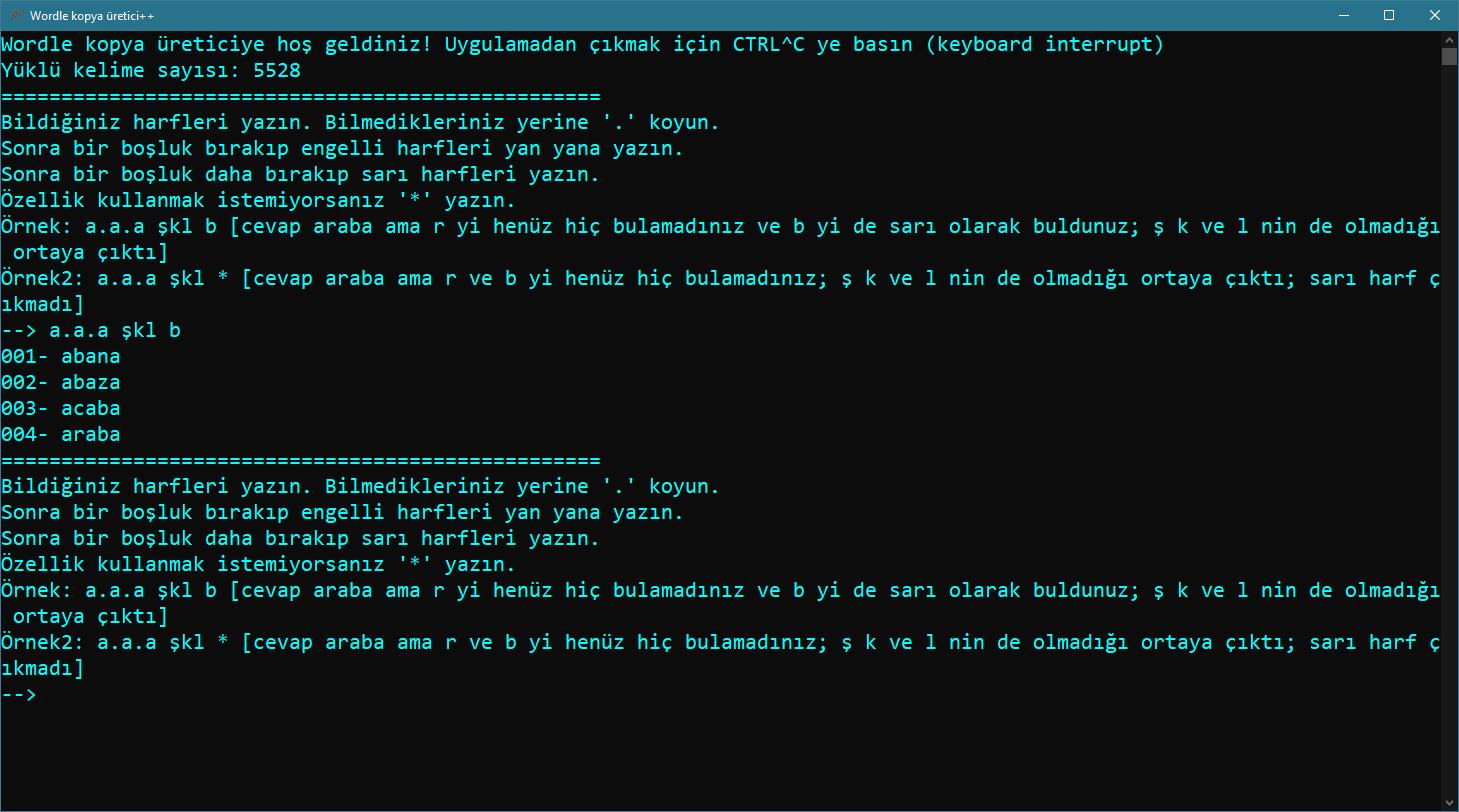 Wordle kopya üretici++
Wordle kopya üreticiye hoş geldiniz! Uygulamadan çıkmak için CTRL^C ye basın (keyboard interrupt)
Yüklü kelime sayısı: 5528
==================================================
Bildiğiniz harfleri yazın. Bilmedikleriniz yerine '.' koyun.
Sonra bir boşluk bırakıp engelli harfleri yan yana yazın.
Sonra bir boşluk daha bırakıp sarı harfleri yazın.
Özellik kullanmak istemiyorsanız '*' yazın.
Örnek: a.a.a şkl b [cevap araba ama r yi henüz hiç bulamadınız ve b yi de sarı olarak buldunuz; ş k ve l nin de olmadığı
 ortaya çıktı]
Örnek2: a.a.a şkl * [cevap araba ama r ve b yi henüz hiç bulamadınız; ş k ve l nin de olmadığı ortaya çıktı; sarı harf ç
ıkmadı]
--> a.a.a şkl b
001- abana
002- abaza
003- acaba
004- araba
==================================================
Bildiğiniz harfleri yazın. Bilmedikleriniz yerine '.' koyun.
Sonra bir boşluk bırakıp engelli harfleri yan yana yazın.
Sonra bir boşluk daha bırakıp sarı harfleri yazın.
Özellik kullanmak istemiyorsanız '*' yazın.
Örnek: a.a.a şkl b [cevap araba ama r yi henüz hiç bulamadınız ve b yi de sarı olarak buldunuz; ş k ve l nin de olmadığı
 ortaya çıktı]
Örnek2: a.a.a şkl * [cevap araba ama r ve b yi henüz hiç bulamadınız; ş k ve l nin de olmadığı ortaya çıktı; sarı harf ç
ıkmadı]
-->